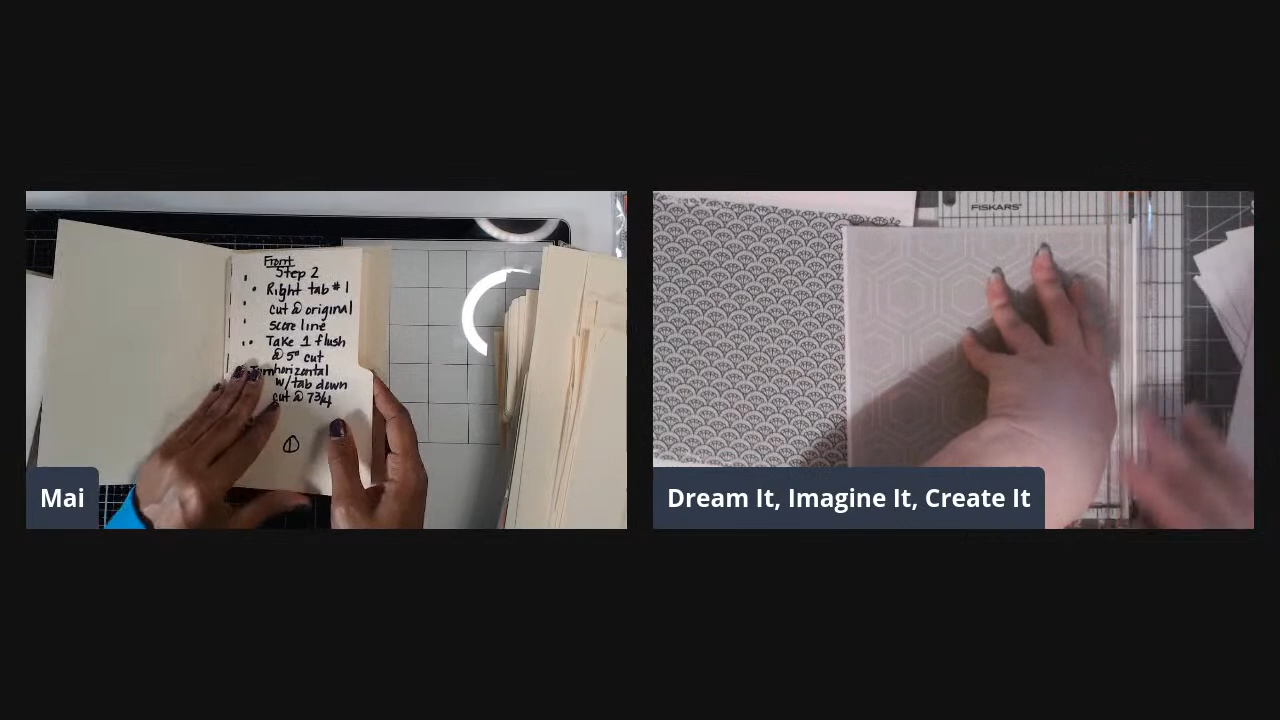 Front
Step 2
• Right tab #1
cut @ original
score line
• Take 1 flush
@ 5" cut
Turn horizontal
w/tab down
cut @ 7 3/4
FISKARS
Mai
Dream It, Imagine It, Create It